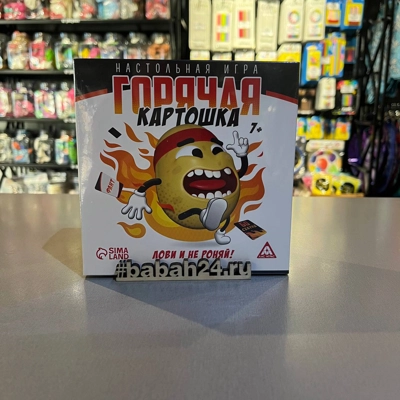 НАСТОЛЬНАЯ ИГРА
ГОРЯЧАЯ
КАРТОШКА
7+
SIMA
LAND
ЛОВИ И НЕ РОНЯЙ!
#babah24.ru